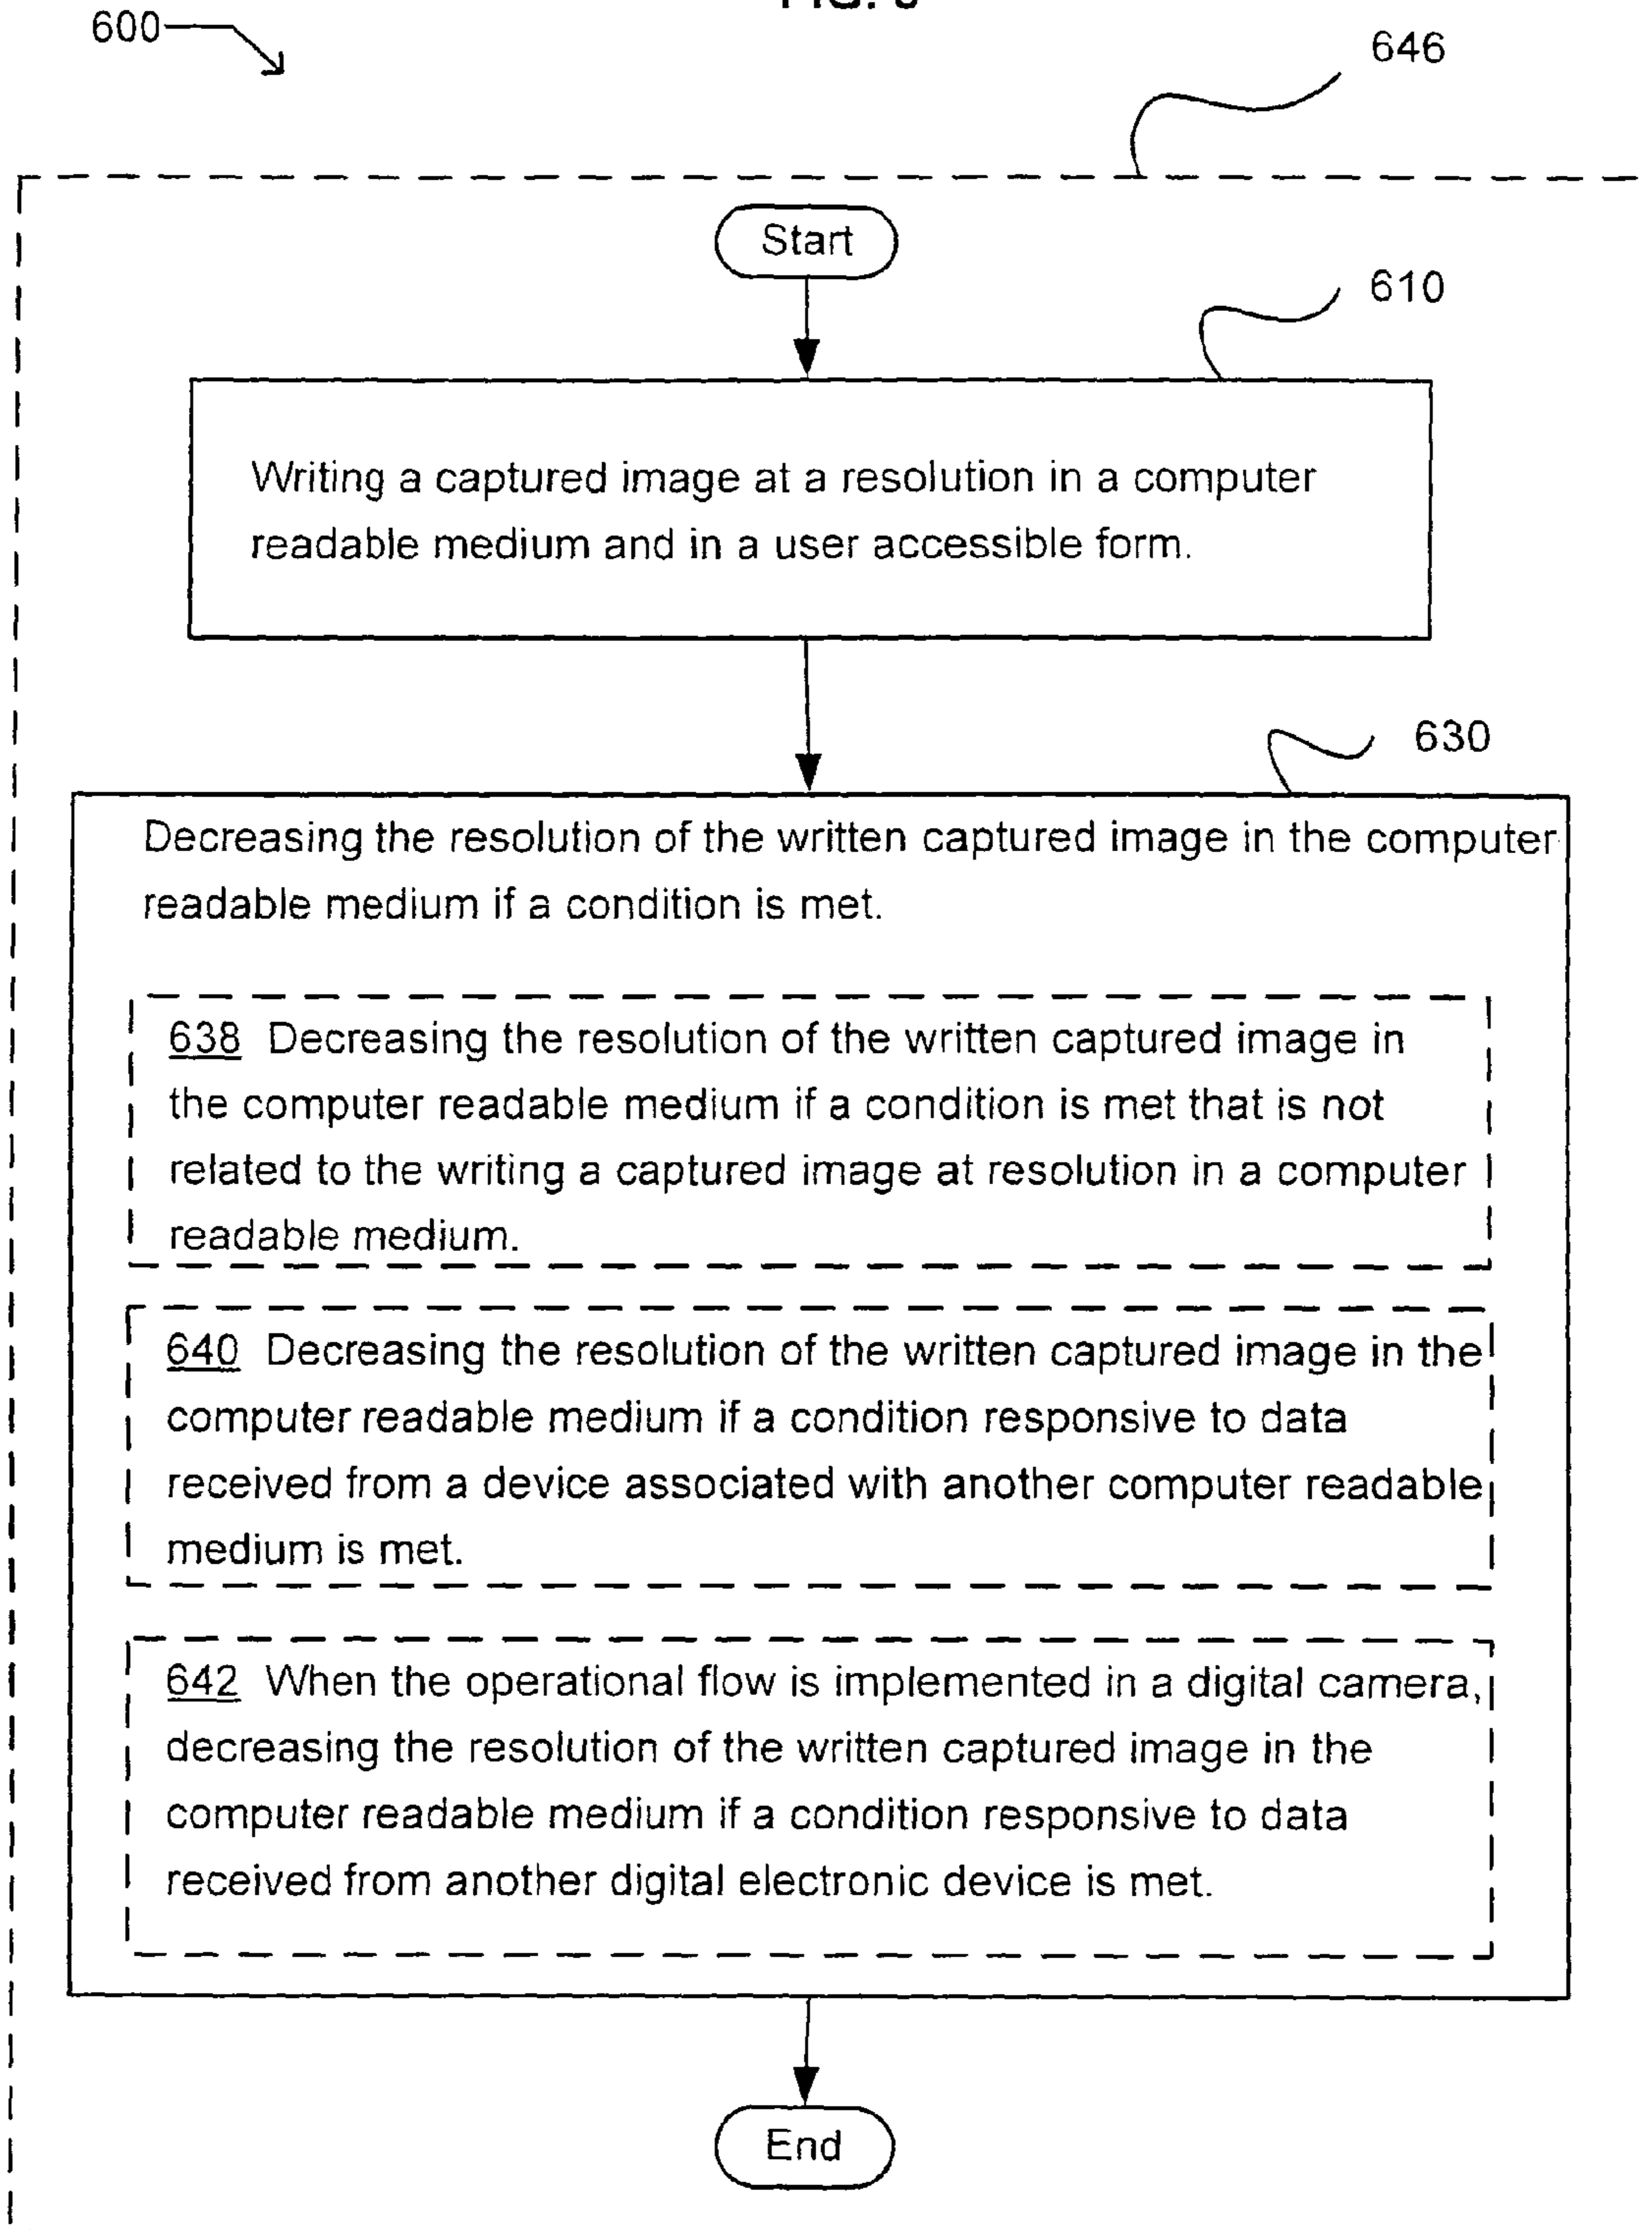 600
646
Start
610
Writing a captured image at a resolution in a computer
readable medium and in a user accessible form.
630
Decreasing the resolution of the written captured image in the computer
readable medium if a condition is met.
638 Decreasing the resolution of the written captured image in
the computer readable medium if a condition is met that is not
related to the writing a captured image at resolution in a computer
readable medium.
640 Decreasing the resolution of the written captured image in the
computer readable medium if a condition responsive to data
received from a device associated with another computer readable
medium is met.
642 When the operational flow is implemented in a digital camera,
decreasing the resolution of the written captured image in the
computer readable medium if a condition responsive to data
received from another digital electronic device is met.
End